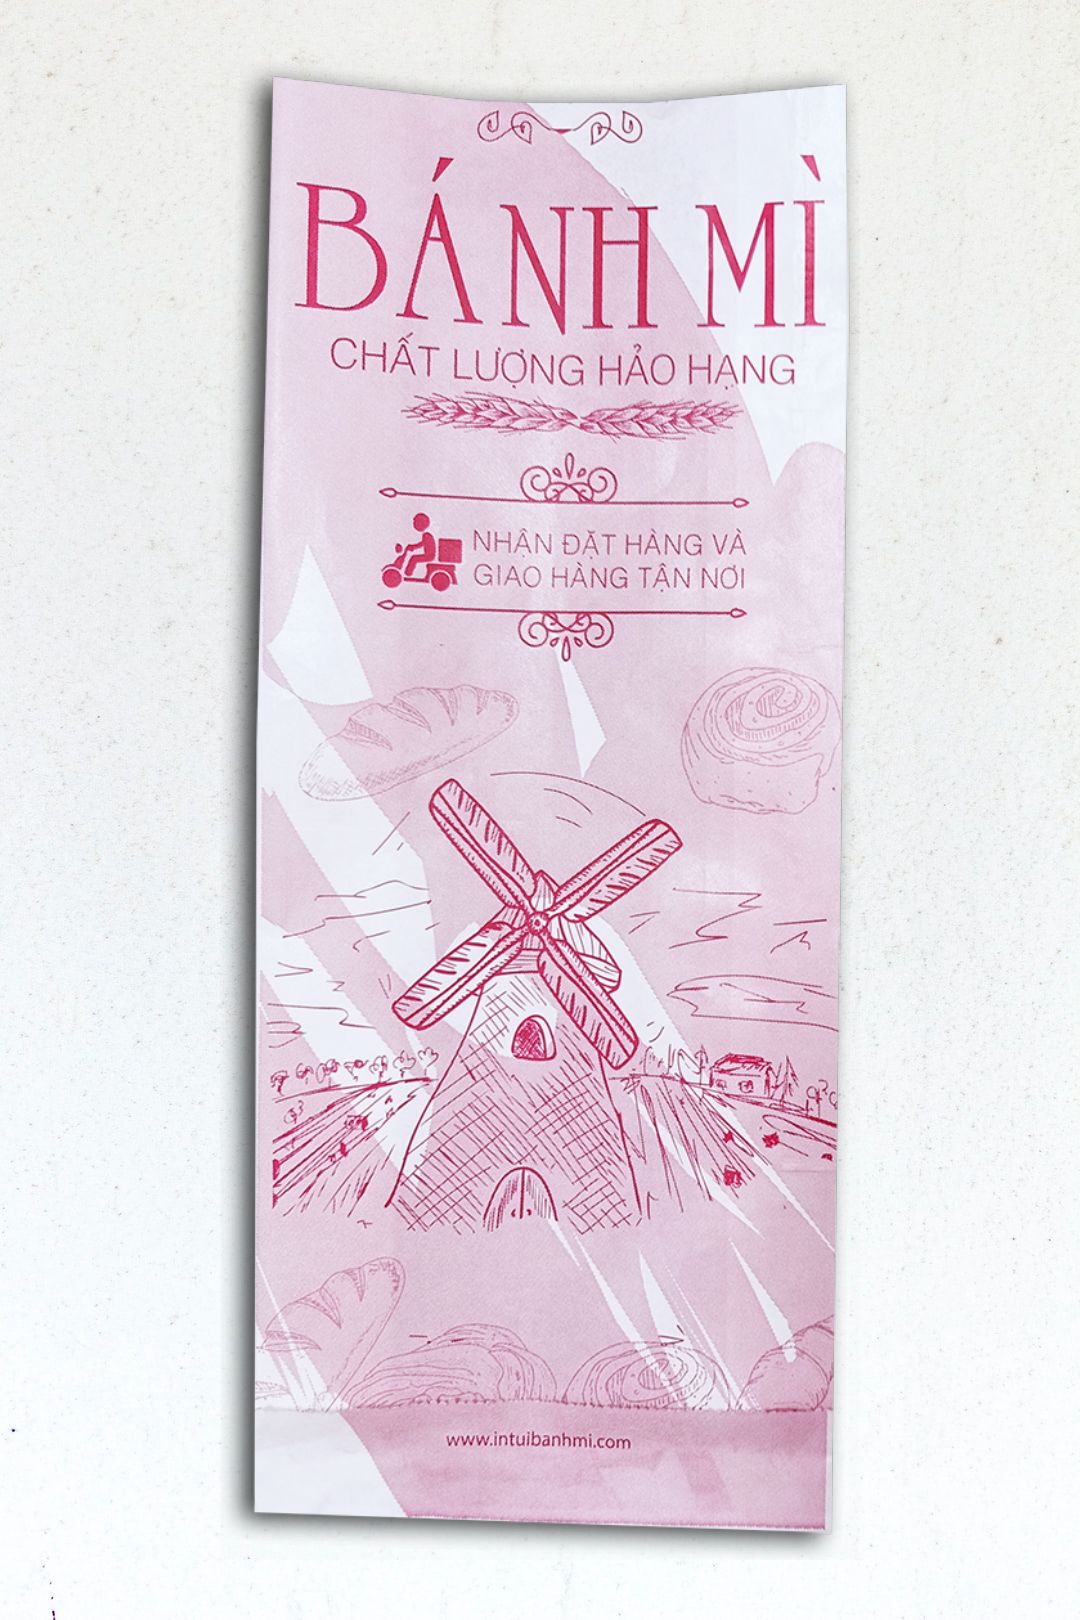 BÁNH MÌ
CHẤT LƯỢNG HẢO HẠNG
NHẬN ĐẶT HÀNG VÀ
GIAO HÀNG TẬN NƠI
www.intuibanhmi.com